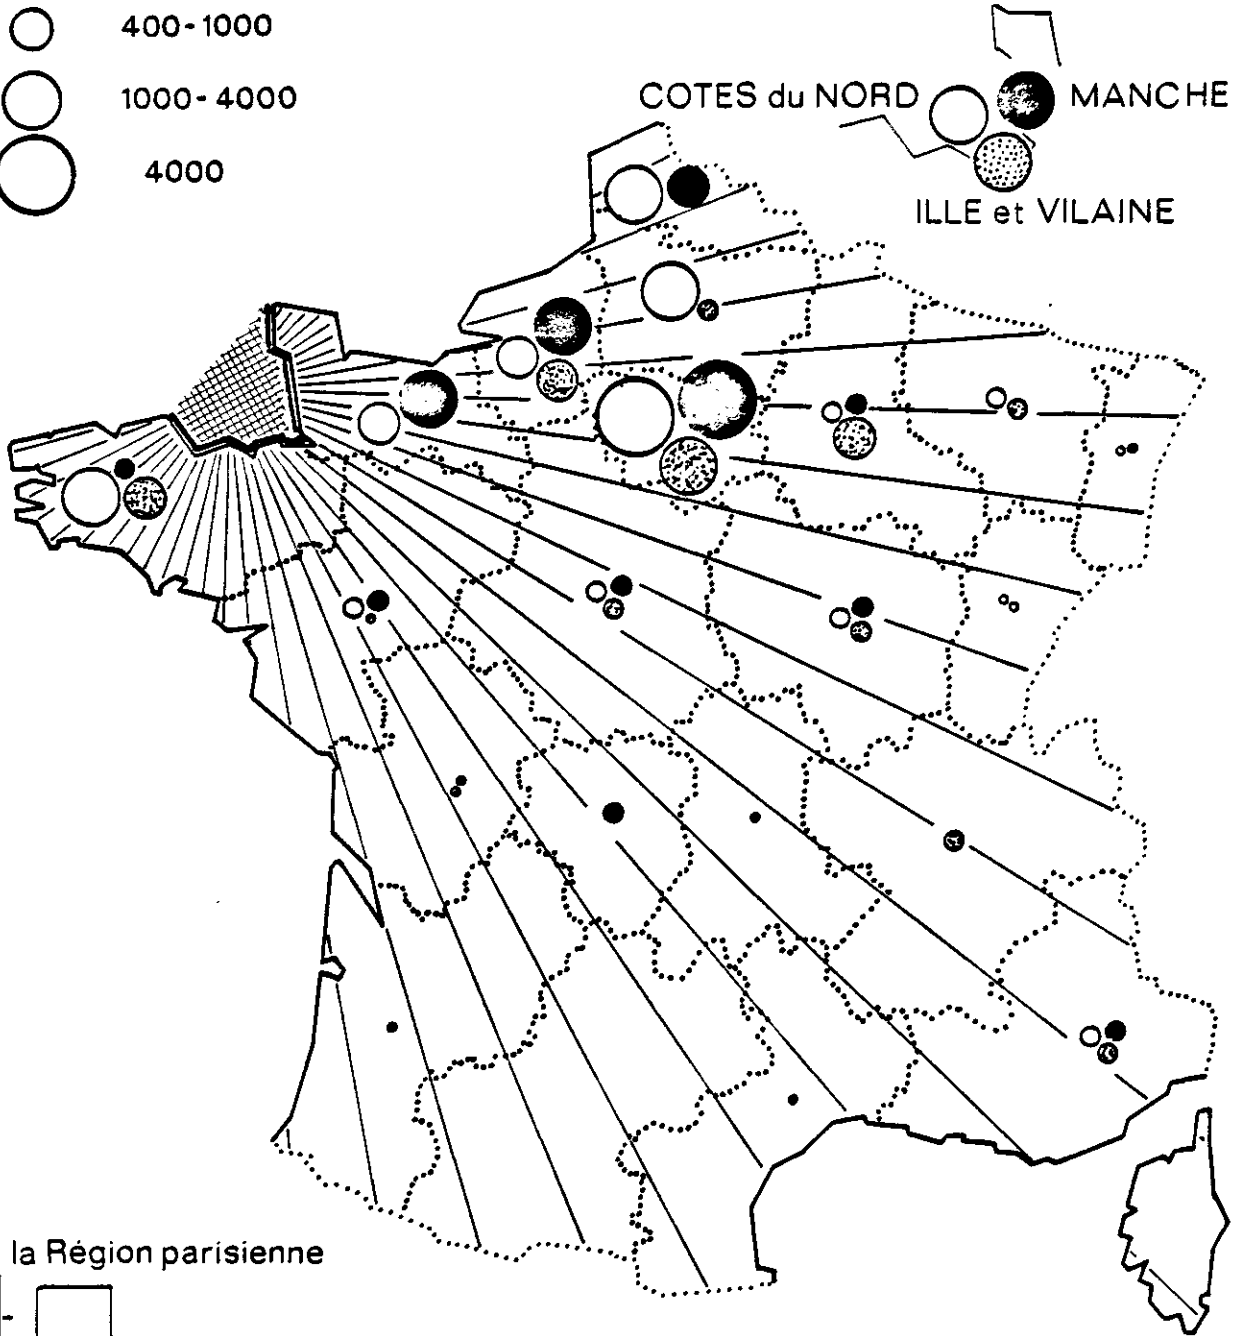 400-1000
1000-4000
4000
COTES du NORD
MANCHE
ILLE et VILAINE
la Région parisienne
-